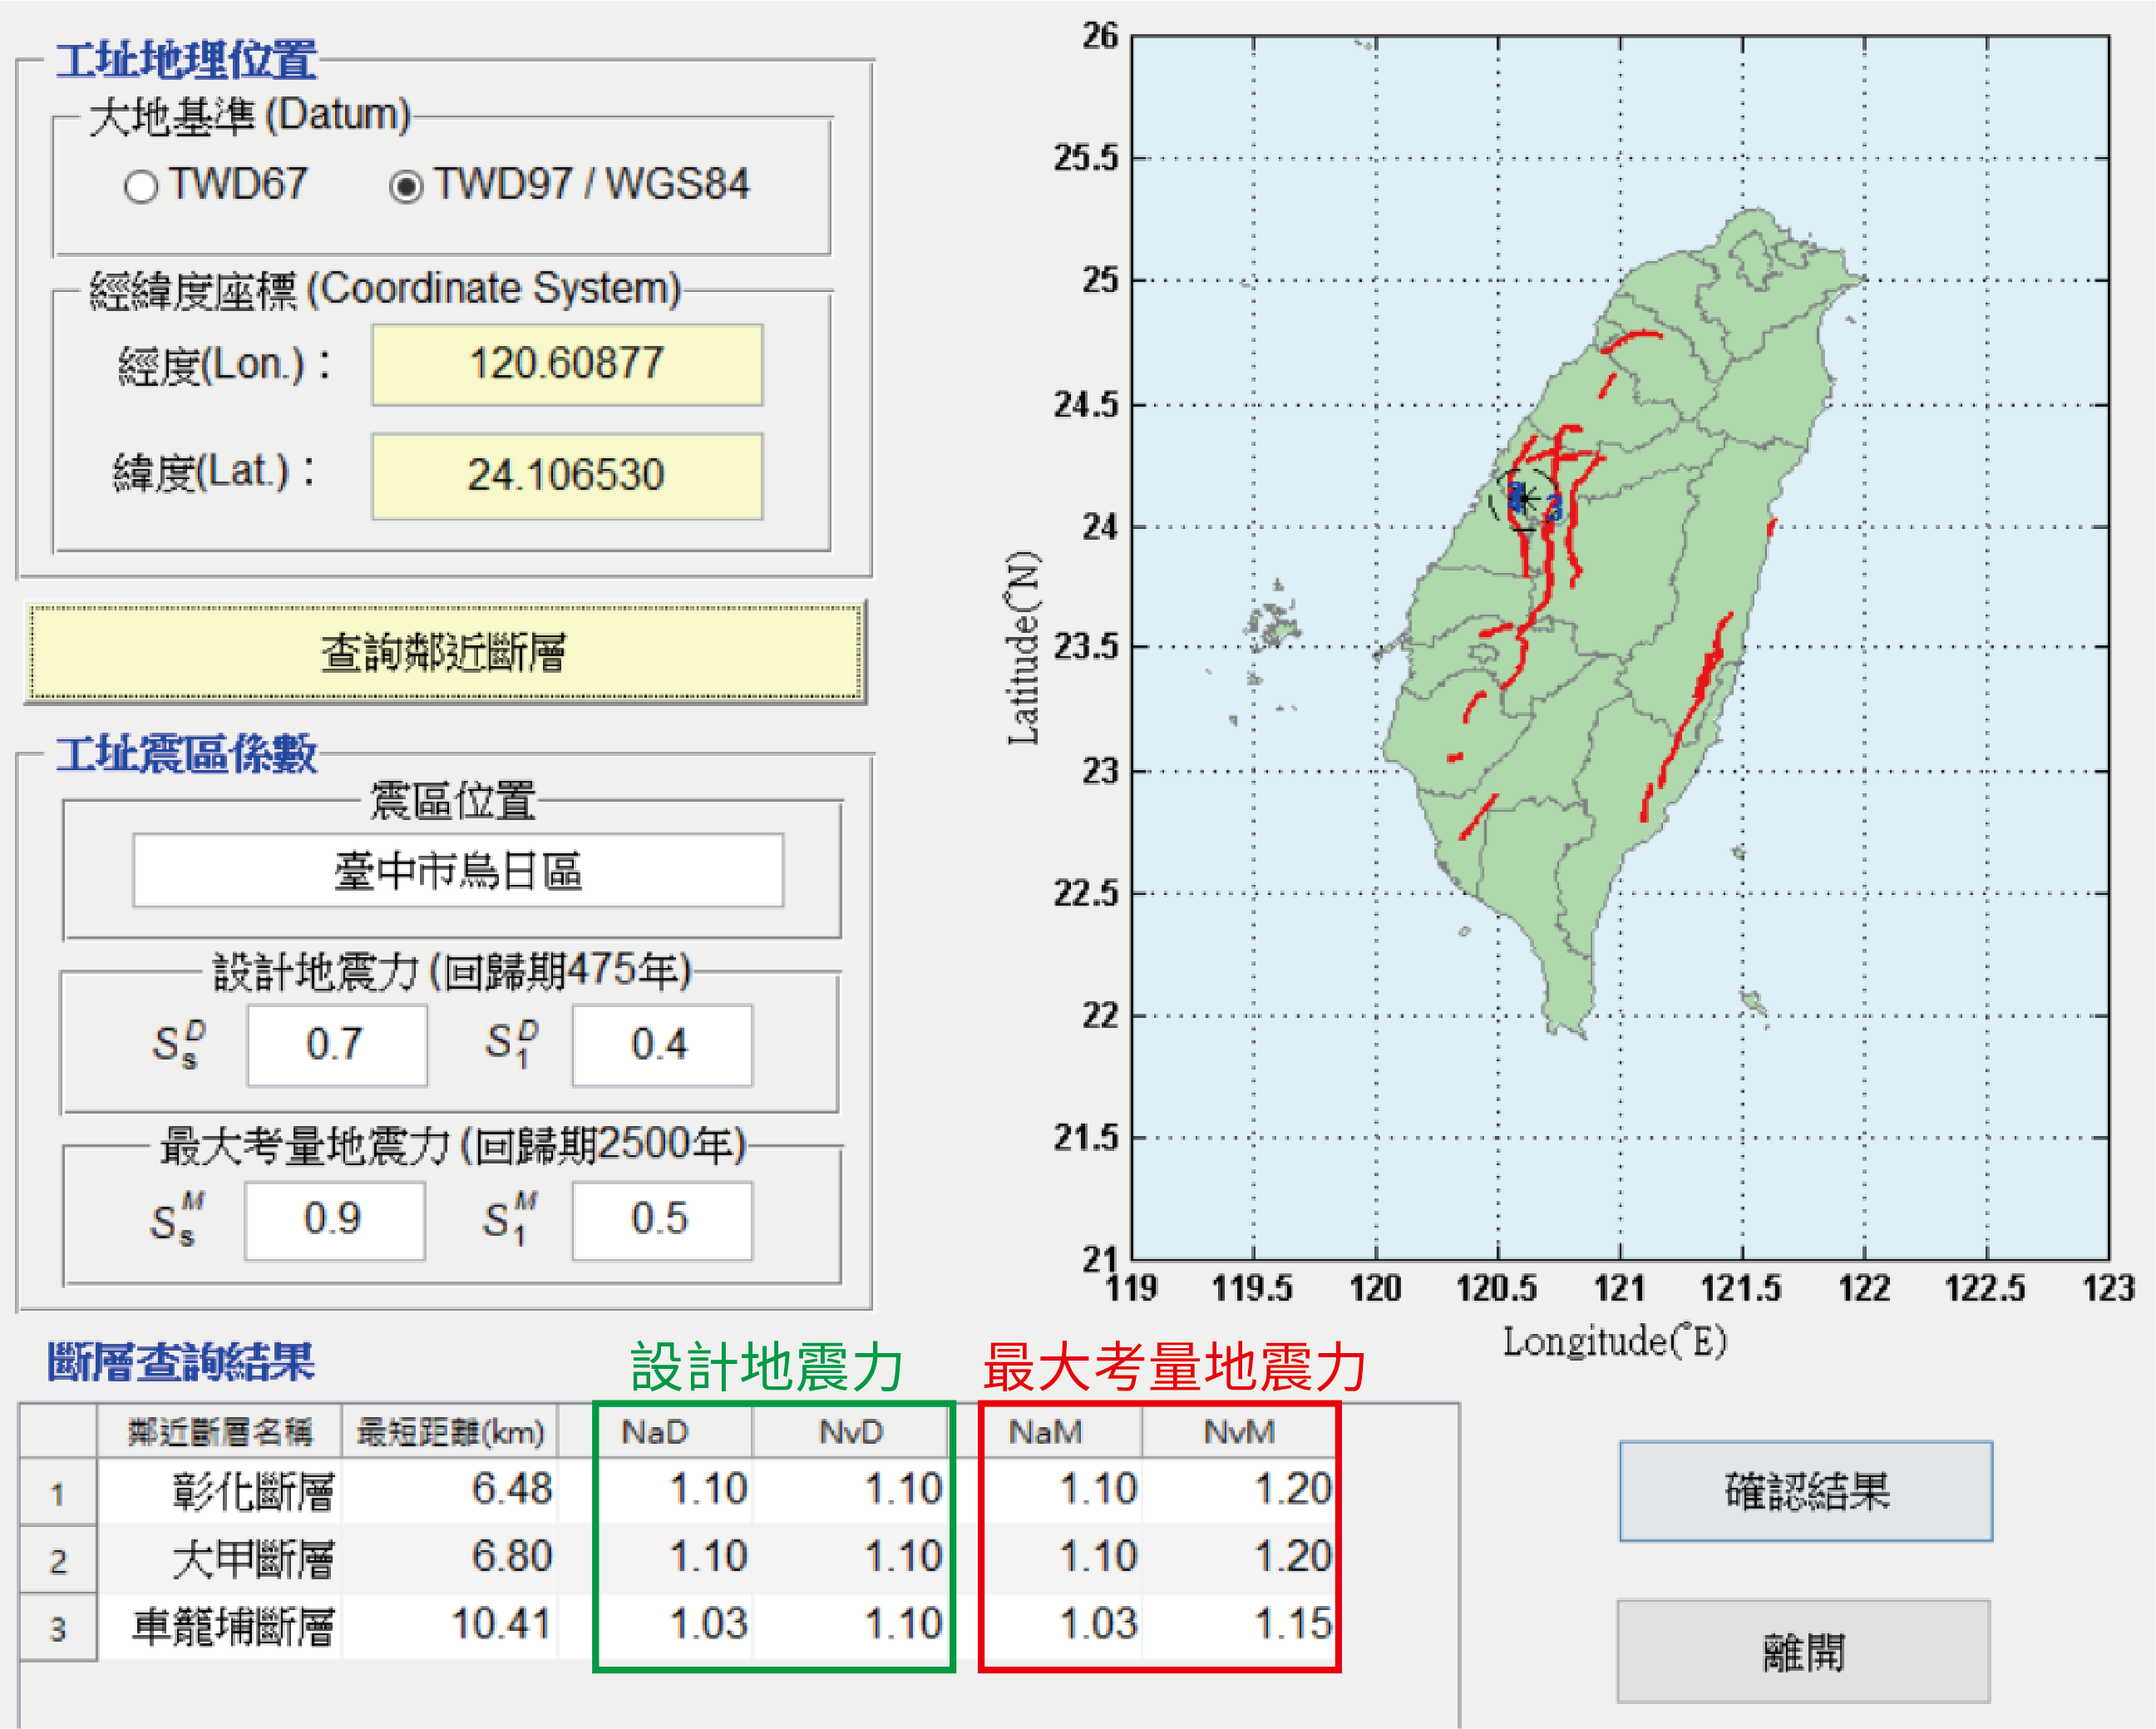 工址地理位置
大地基準 (Datum)
TWD67 TWD97 / WGS84
經緯度座標 (Coordinate System)
經度(Lon.)： 120.60877
緯度(Lat.)： 24.106530
查詢鄰近斷層
工址震區係數
震區位置
臺中市烏日區
設計地震力 (回歸期475年)
S_s^D 0.7 S_1^D 0.4
最大考量地震力 (回歸期2500年)
S_s^M 0.9 S_1^M 0.5
26
25.5
25
24.5
24
23.5
23
22.5
22
21.5
21
Latitude(°N)
3
119 119.5 120 120.5 121 121.5 122 122.5 123
Longitude(°E)
斷層查詢結果
設計地震力 最大考量地震力
鄰近斷層名稱 最短距離(km) NaD NvD NaM NvM
1 彰化斷層 6.48 1.10 1.10 1.10 1.20
2 大甲斷層 6.80 1.10 1.10 1.10 1.20
3 車籠埔斷層 10.41 1.03 1.10 1.03 1.15
確認結果
離開